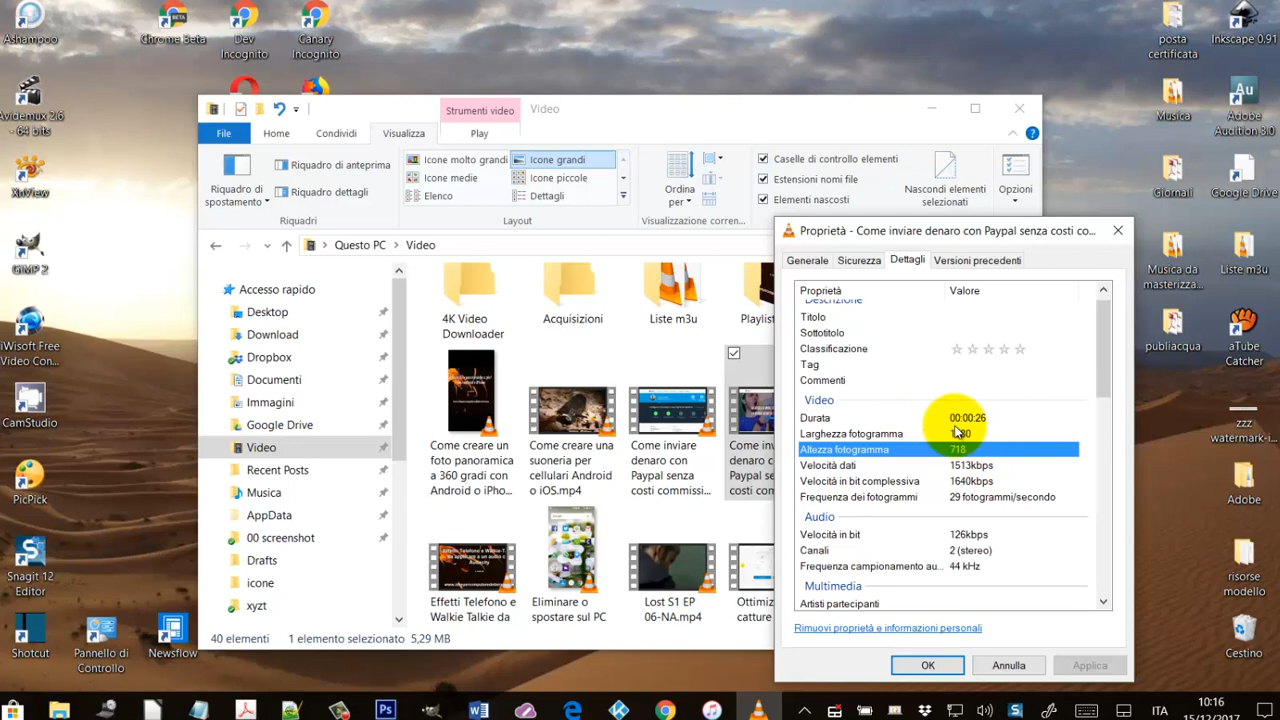 Ashampoo
Chrome Beta
Dev
Incognito
Canary
Incognito
posta
certificata
Inkscape 0.91
Avidemux 2.6
- 64 bits
XnView
GIMP 2
iWisoft Free
Video Con...
CamStudio
PicPick
Snagit 12
Editor
Shotcut
Pannello di
Controllo
Newsflow
Musica
Au
Adobe
Audition 3.0
Giornali
Google Drive
Musica da
masterizza...
Liste m3u
publiacqua
aTube
Catcher
zzz
watermark-i...
Adobe
risorse
modello
Cestino
Strumenti video
Video
File
Home
Condividi
Visualizza
Play
Riquadro di
spostamento
Riquadro di anteprima
Riquadro dettagli
Riquadri
Icone molto grandi
Icone grandi
Icone medie
Icone piccole
Elenco
Dettagli
Layout
Ordina
per
Visualizzazione corren...
Caselle di controllo elementi
Estensioni nomi file
Elementi nascosti
Nascondi elementi
selezionati
Opzioni
Questo PC
Video
Accesso rapido
Desktop
Download
Dropbox
Documenti
Immagini
Google Drive
Video
Recent Posts
Musica
AppData
00 screenshot
Drafts
icone
xyzt
4K Video
Downloader
Acquisizioni
Liste m3u
Playlist
Come creare un
foto panoramica
a 360 gradi con
Android o iPho...
Come creare una
suoneria per
cellulari Android
o iOS.mp4
Come inviare
denaro con
Paypal senza
costi commissi...
Come inv
denaro c
Paypal se
costi con
Effetti Telefono e
Walkie Talkie da
Eliminare o
spostare sul PC
Lost S1 EP
06-NA.mp4
Ottimiz
catture
40 elementi
1 elemento selezionato
5,29 MB
Proprietà - Come inviare denaro con Paypal senza costi co...
Generale
Sicurezza
Dettagli
Versioni precedenti
Proprietà
Valore
Descrizione
Titolo
Sottotitolo
Classificazione
Tag
Commenti
Video
Durata 00:00:26
Larghezza fotogramma
Altezza fotogramma 718
Velocità dati 1513kbps
Velocità in bit complessiva 1640kbps
Frequenza dei fotogrammi 29 fotogrammi/secondo
Audio
Velocità in bit 126kbps
Canali 2 (stereo)
Frequenza campionamento au... 44 kHz
Multimedia
Artisti partecipanti
Rimuovi proprietà e informazioni personali
OK
Annulla
Applica
Ps
ITA
10:16